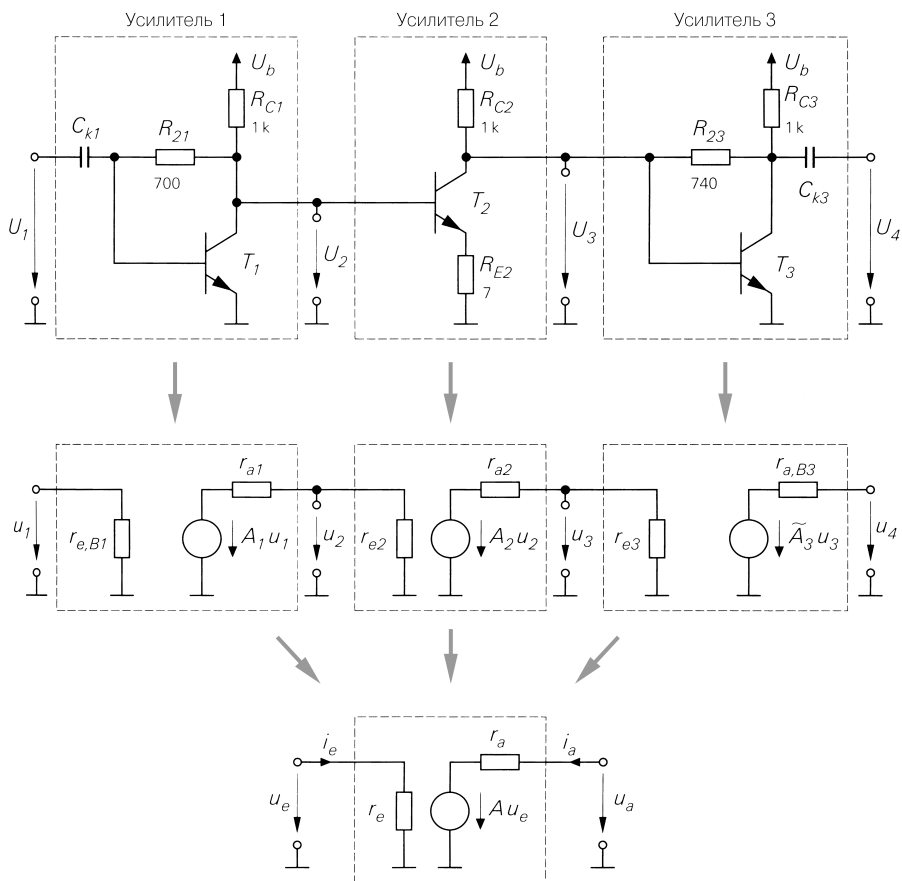 Усилитель 1
Усилитель 2
Усилитель 3
U_b
U_b
U_b
R_C1
1 k
R_C2
1 k
R_C3
1 k
C_k1
R_21
700
R_23
740
C_k3
U_1
T_1
U_2
T_2
R_E2
7
U_3
T_3
U_4
r_a1
r_a2
r_a,B3
u_1
r_e,B1
A_1 u_1
u_2
r_e2
A_2 u_2
u_3
r_e3
Ã_3 u_3
u_4
i_e
r_a
i_a
u_e
r_e
A u_e
u_a